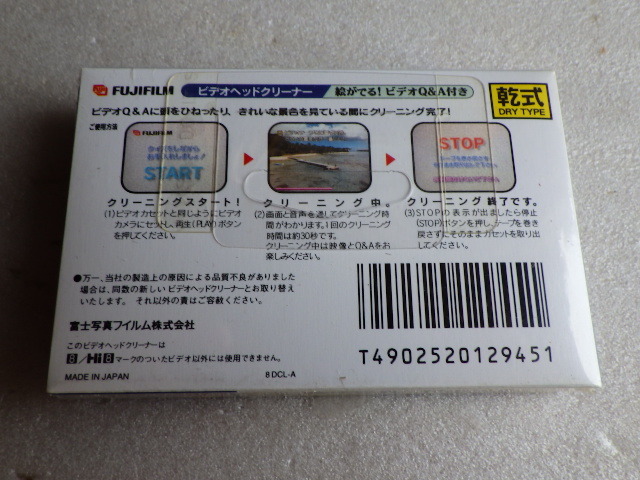 FUJIFILM ビデオヘッドクリーナー 絵がでる！ビデオQ&A付き
乾式
DRY TYPE
ビデオQ&Aに頭をひねったり、きれいな景色を見ている間にクリーニング完了！
ご使用方法
FUJIFILM
START
STOP
クリーニングスタート！
(1)ビデオカセットと同じようにビデオ
カメラにセットし、再生(PLAY)ボタン
を押してください。
クリーニング中。
(2)画面と音声を通してクリーニング時
間がわかります。1回のクリーニング
時間は約30秒です。
クリーニング中は映像とQ&Aをお
楽しみください。
クリーニング終了です。
(3)STOPの表示が出ましたら停止
(STOP)ボタンを押し、テープを巻き
戻さずにそのままカセットを取り出
してください。
●万一、当社の製造上の原因による品質不良がありました
場合は、同数の新しいビデオヘッドクリーナーとお取り替え
いたします。それ以外の責はご容赦ください。
富士写真フイルム株式会社
このビデオヘッドクリーナーは
8/Hi8マークのついたビデオ以外には使用できません。
MADE IN JAPAN
8DCL-A
T4902520129451